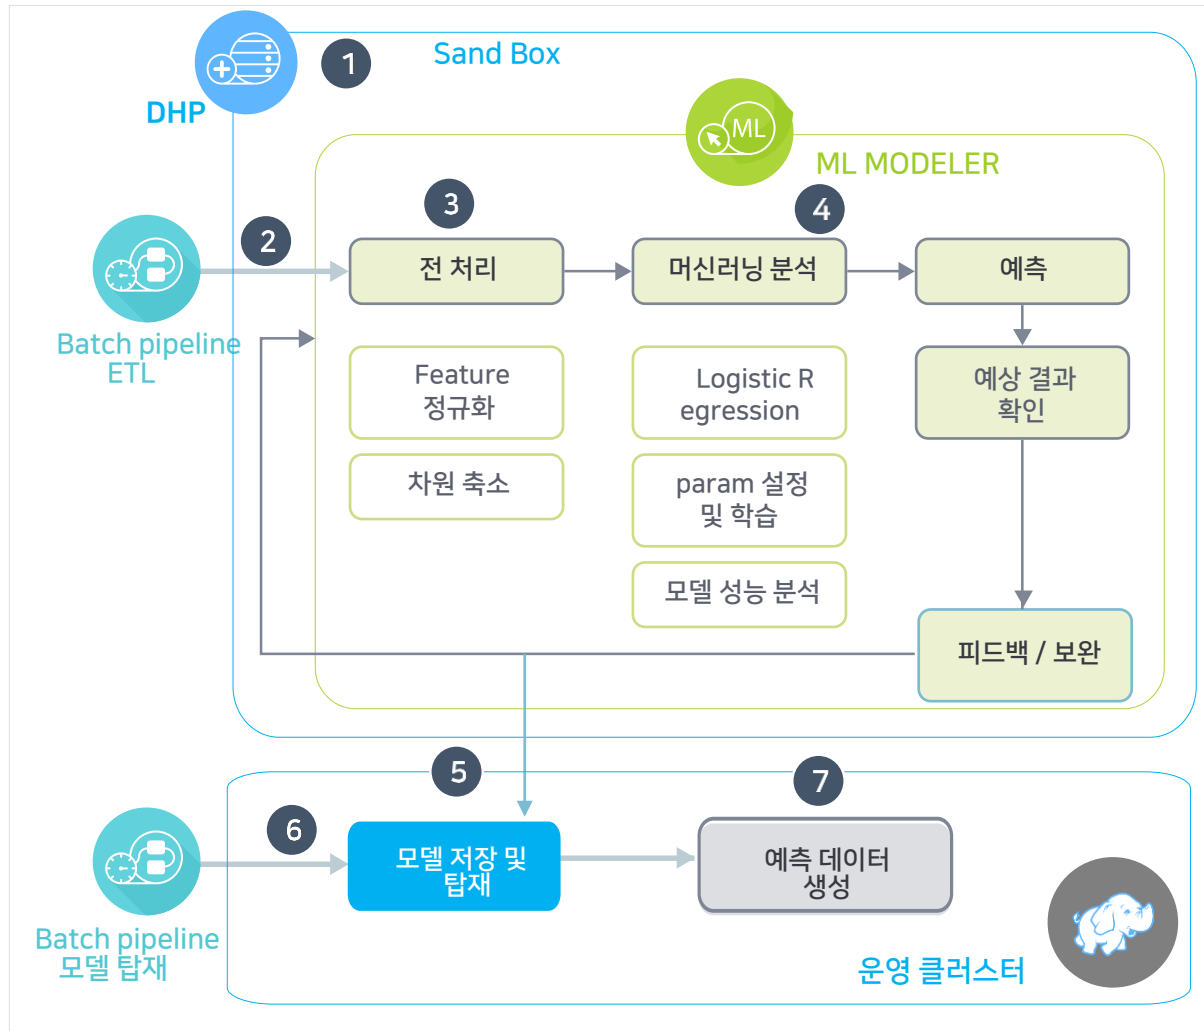 1
Sand Box
DHP
ML
ML MODELER
2
3
4
전 처리
머신러닝 분석
예측
Batch pipeline
ETL
Feature
정규화
차원 축소
Logistic R
egression
param 설정
및 학습
모델 성능 분석
예상 결과
확인
피드백 / 보완
5
6
7
모델 저장 및
탑재
예측 데이터
생성
Batch pipeline
모델 탑재
운영 클러스터